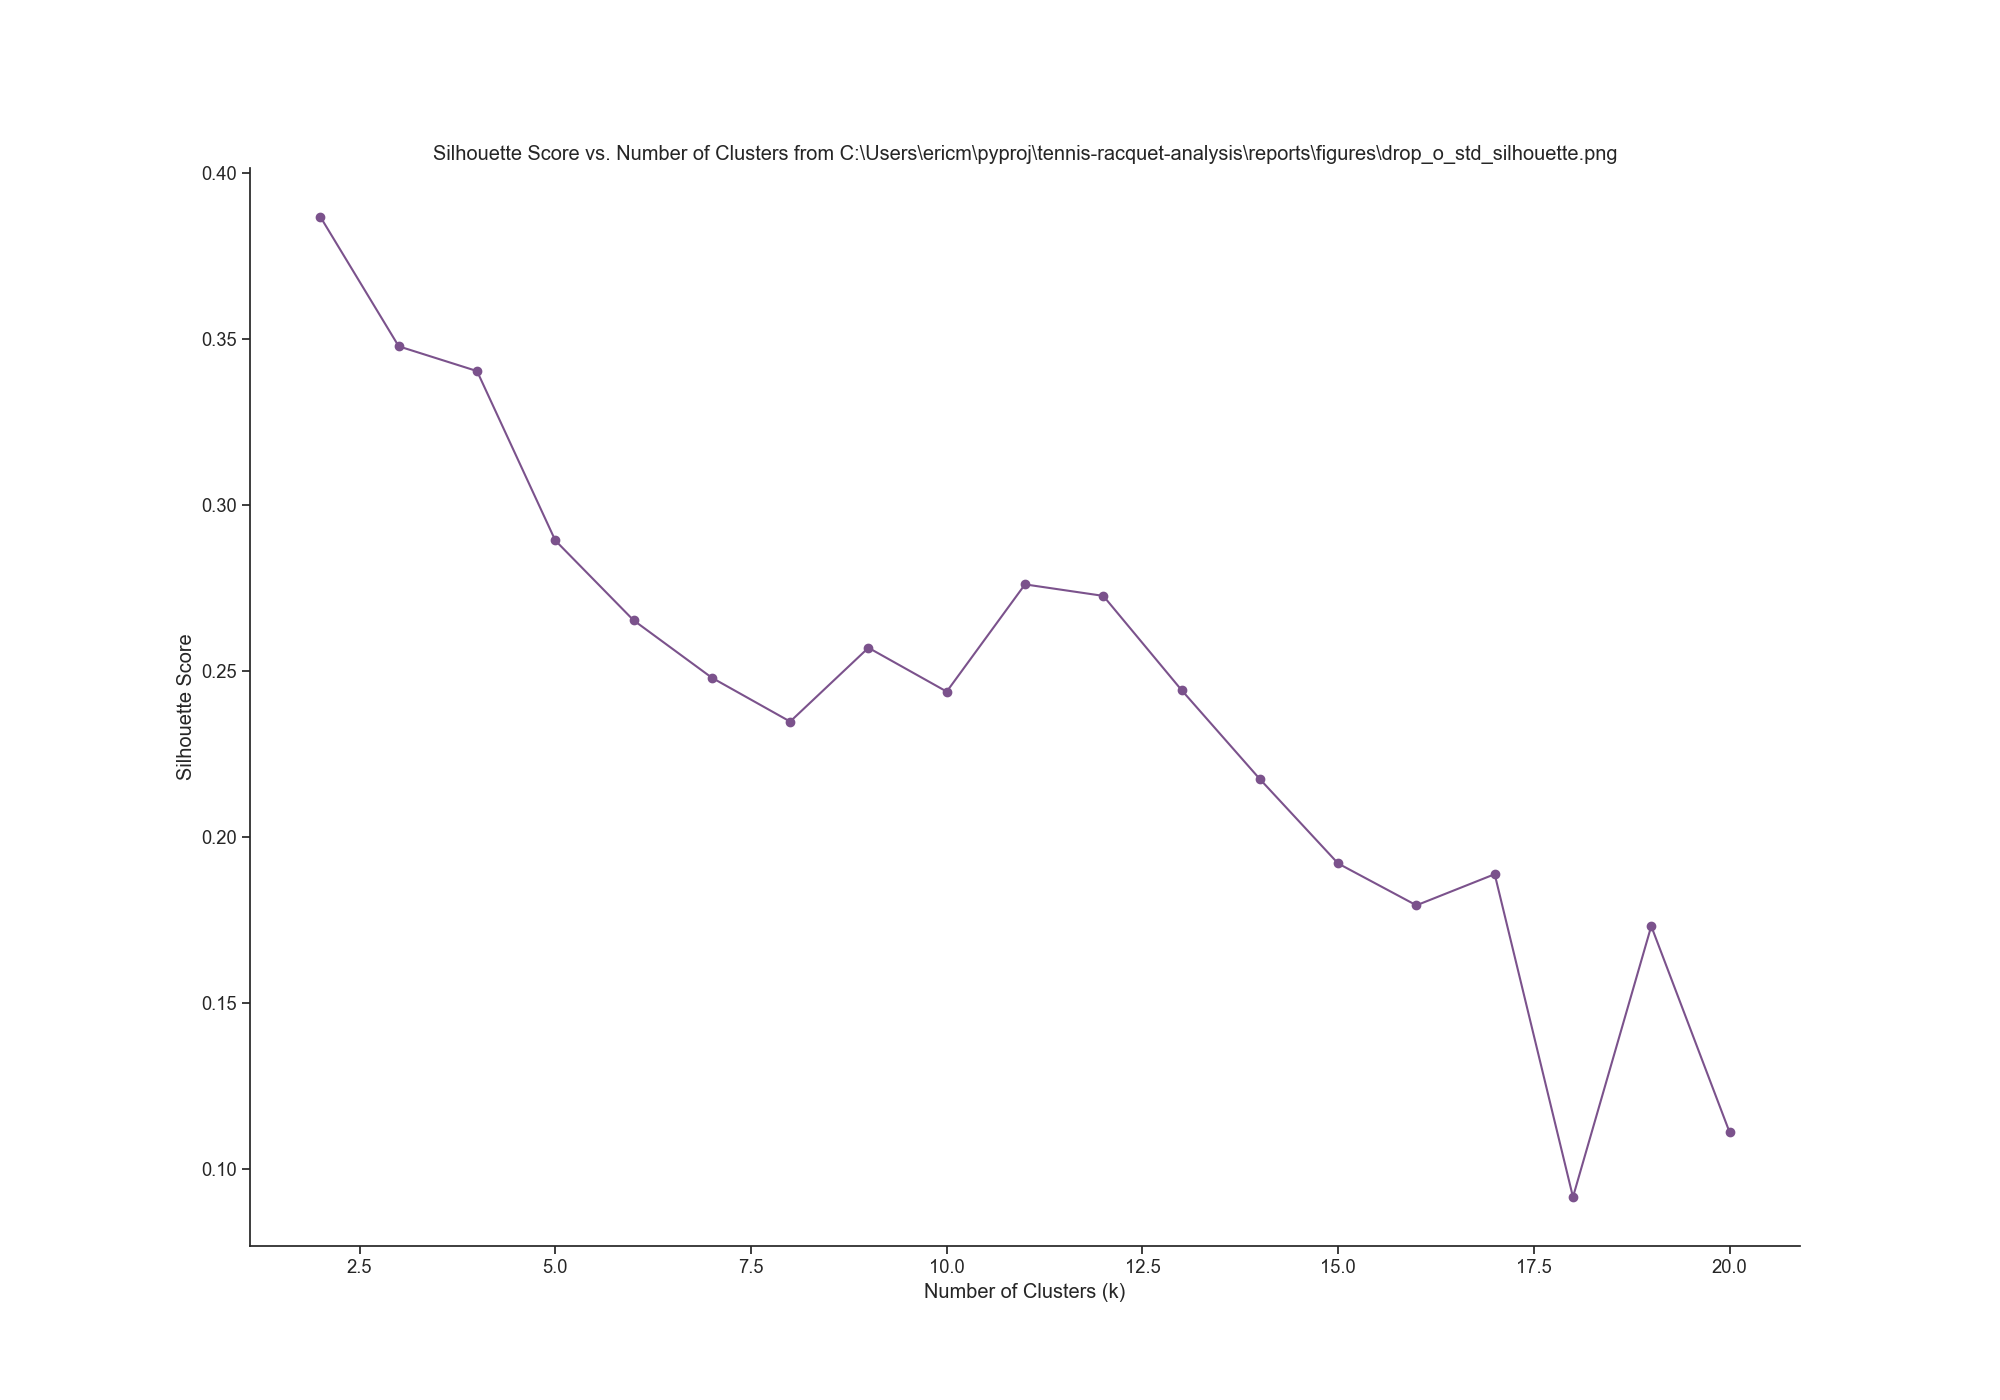 Silhouette Score vs. Number of Clusters from C:\Users\ericm\pyproj\tennis-racquet-analysis\reports\figures\drop_o_std_silhouette.png
0.40
0.35
0.30
0.25
0.20
0.15
0.10
Silhouette Score
2.5 5.0 7.5 10.0 12.5 15.0 17.5 20.0
Number of Clusters (k)